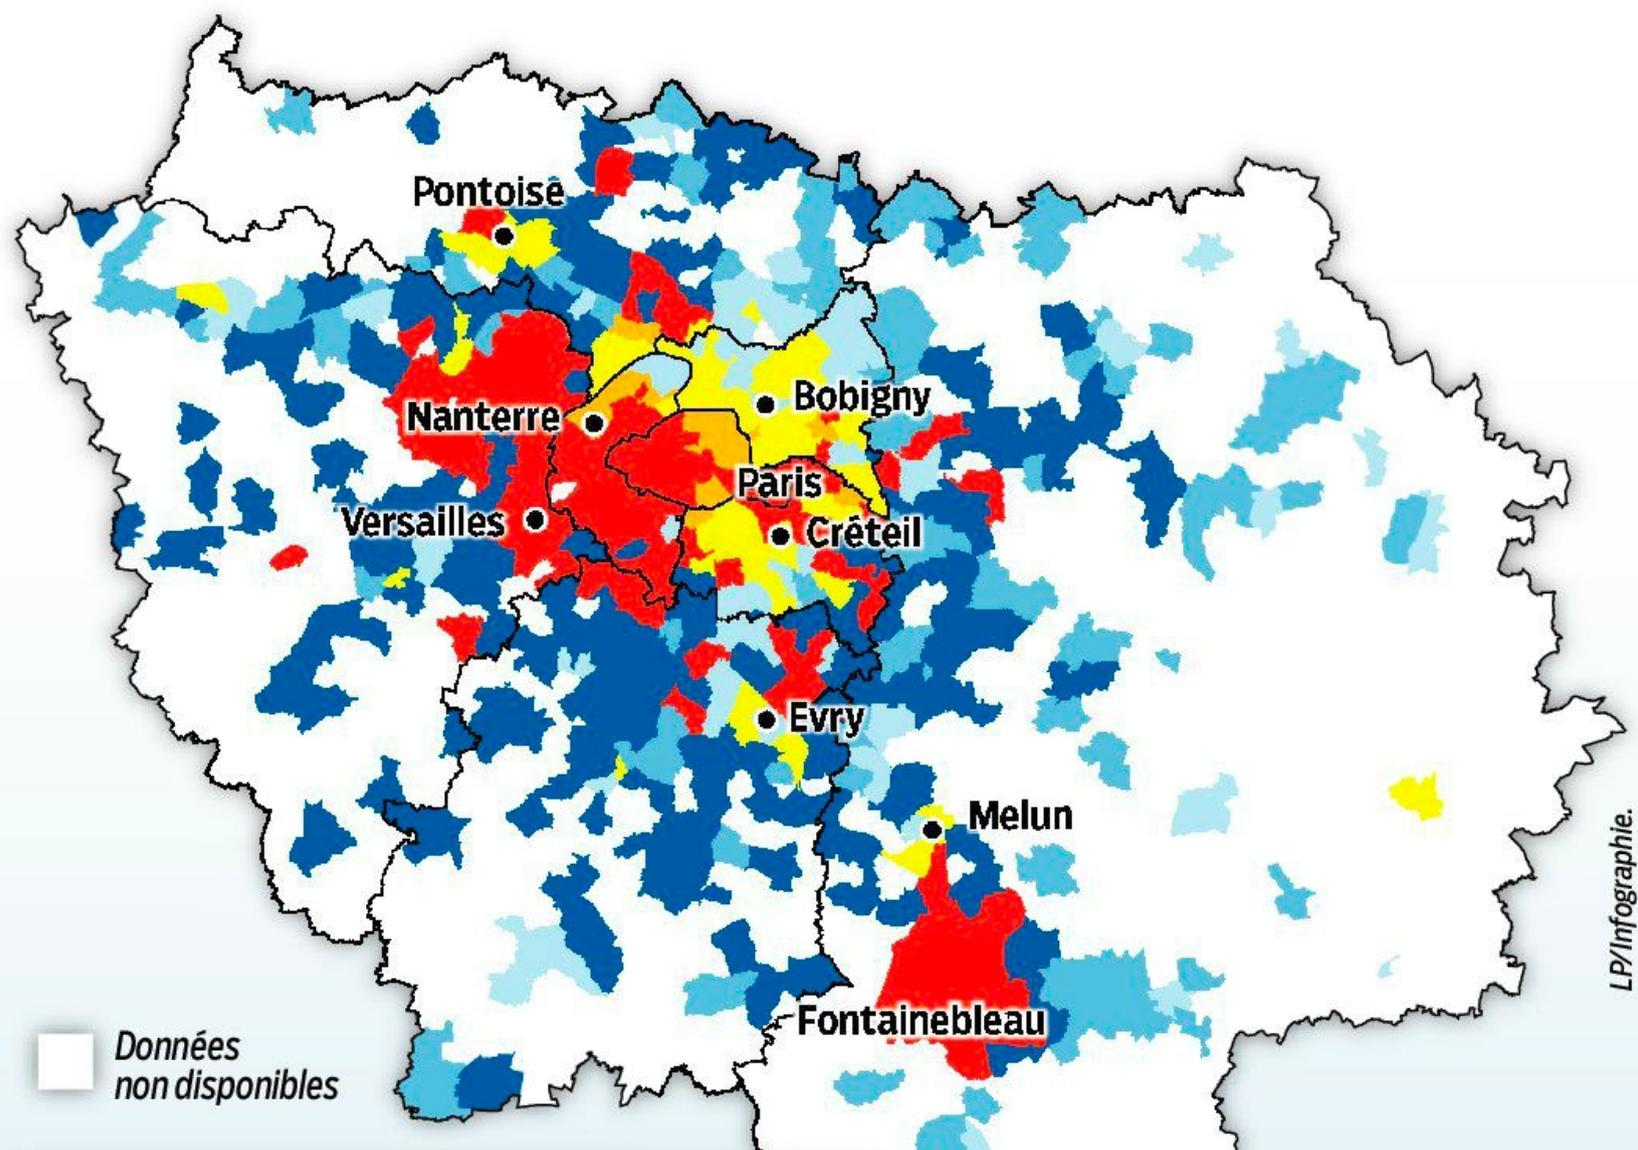 Pontoise
Nanterre
Bobigny
Paris
Versailles
Créteil
Evry
Melun
Fontainebleau
Données
non disponibles
LP/Infographie.